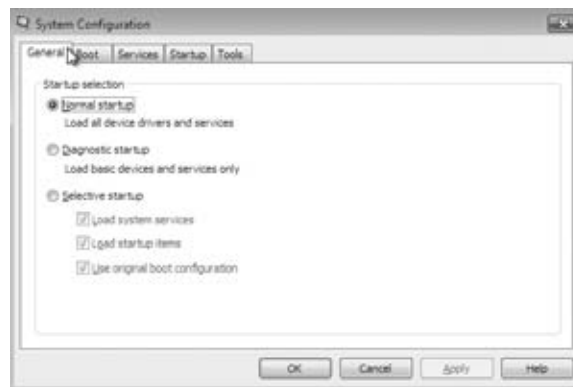 System Configuration
General Boot Services Startup Tools
Startup selection
Normal startup
Load all device drivers and services
Diagnostic startup
Load basic devices and services only
Selective startup
Load system services
Load startup items
Use original boot configuration
OK Cancel Apply Help